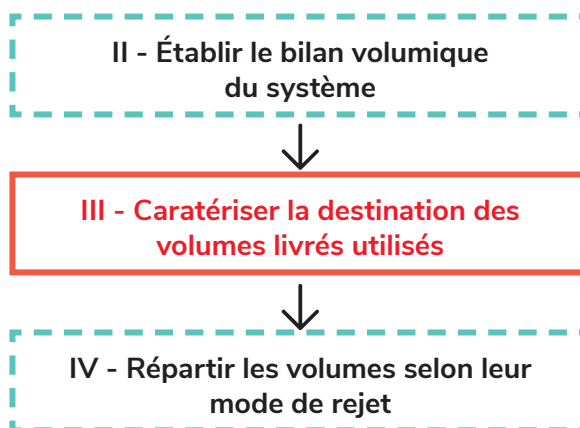 II - Établir le bilan volumique
du système
III - Caratériser la destination des
volumes livrés utilisés
IV - Répartir les volumes selon leur
mode de rejet